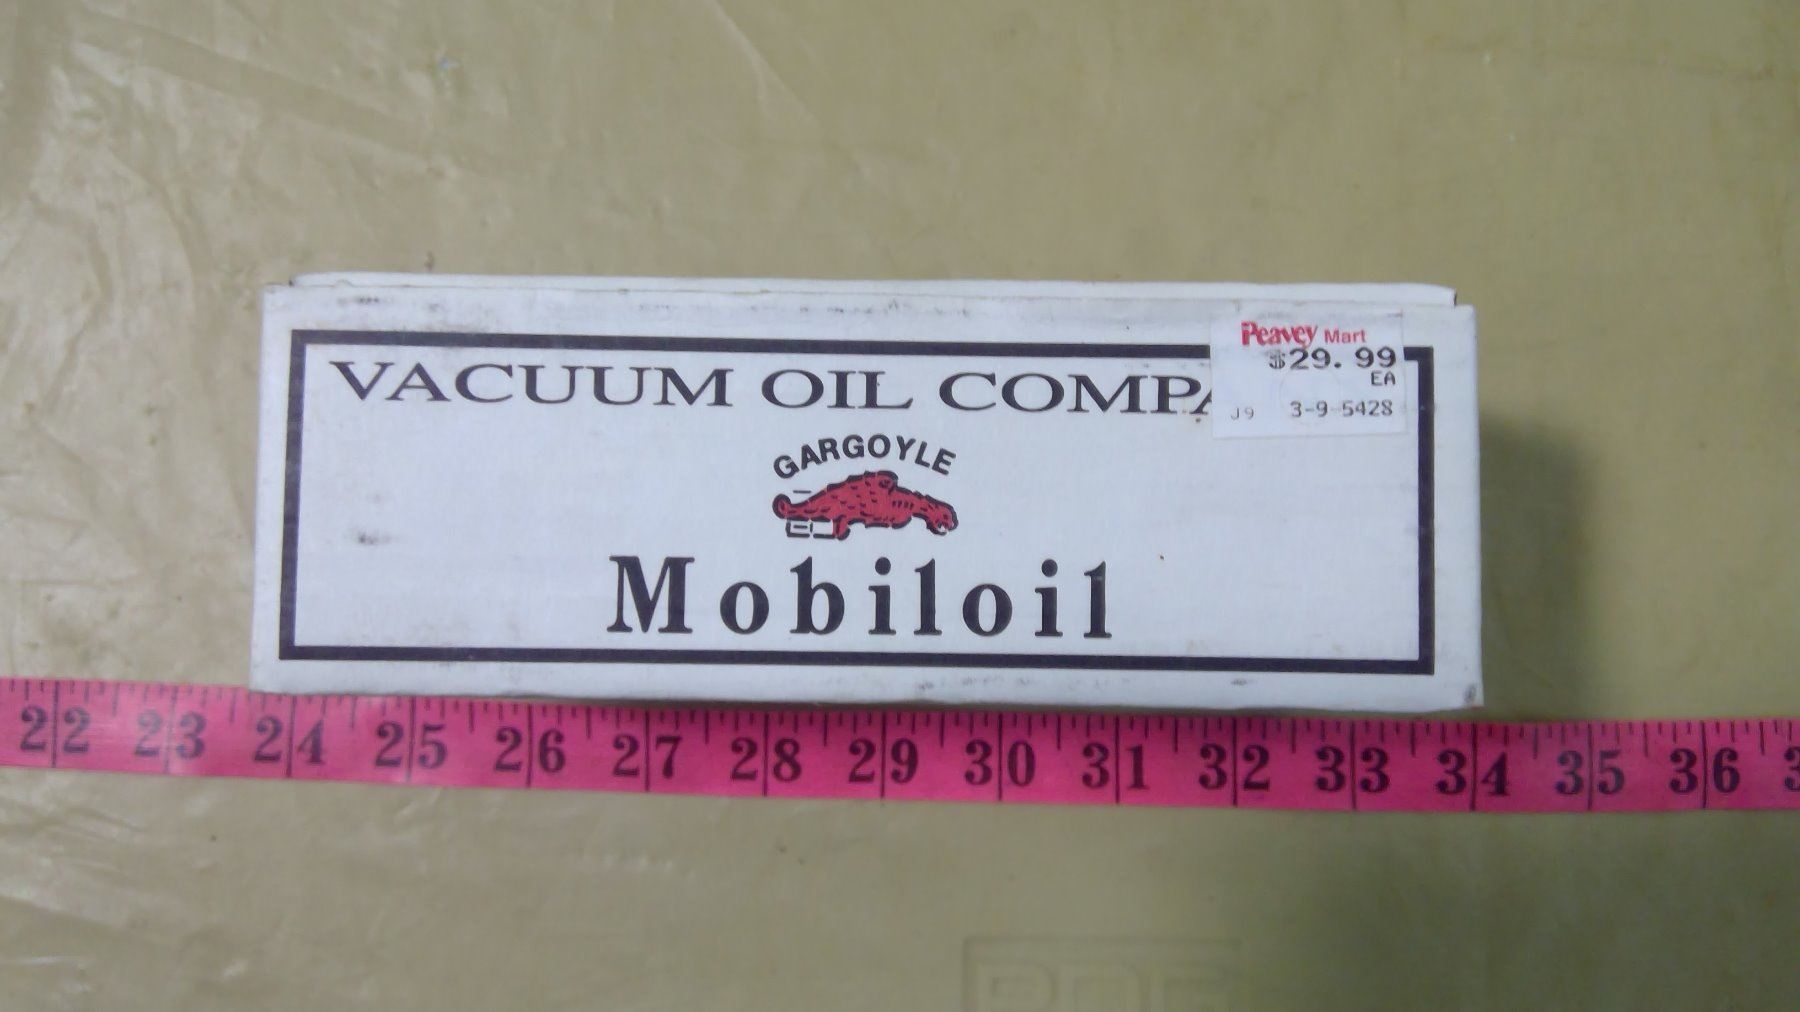 Peavey Mart
$29.99
EA
J9 3-9-5428
VACUUM OIL COMPA
GARGOYLE
Mobiloil
22 23 24 25 26 27 28 29 30 31 32 33 34 35 36 3